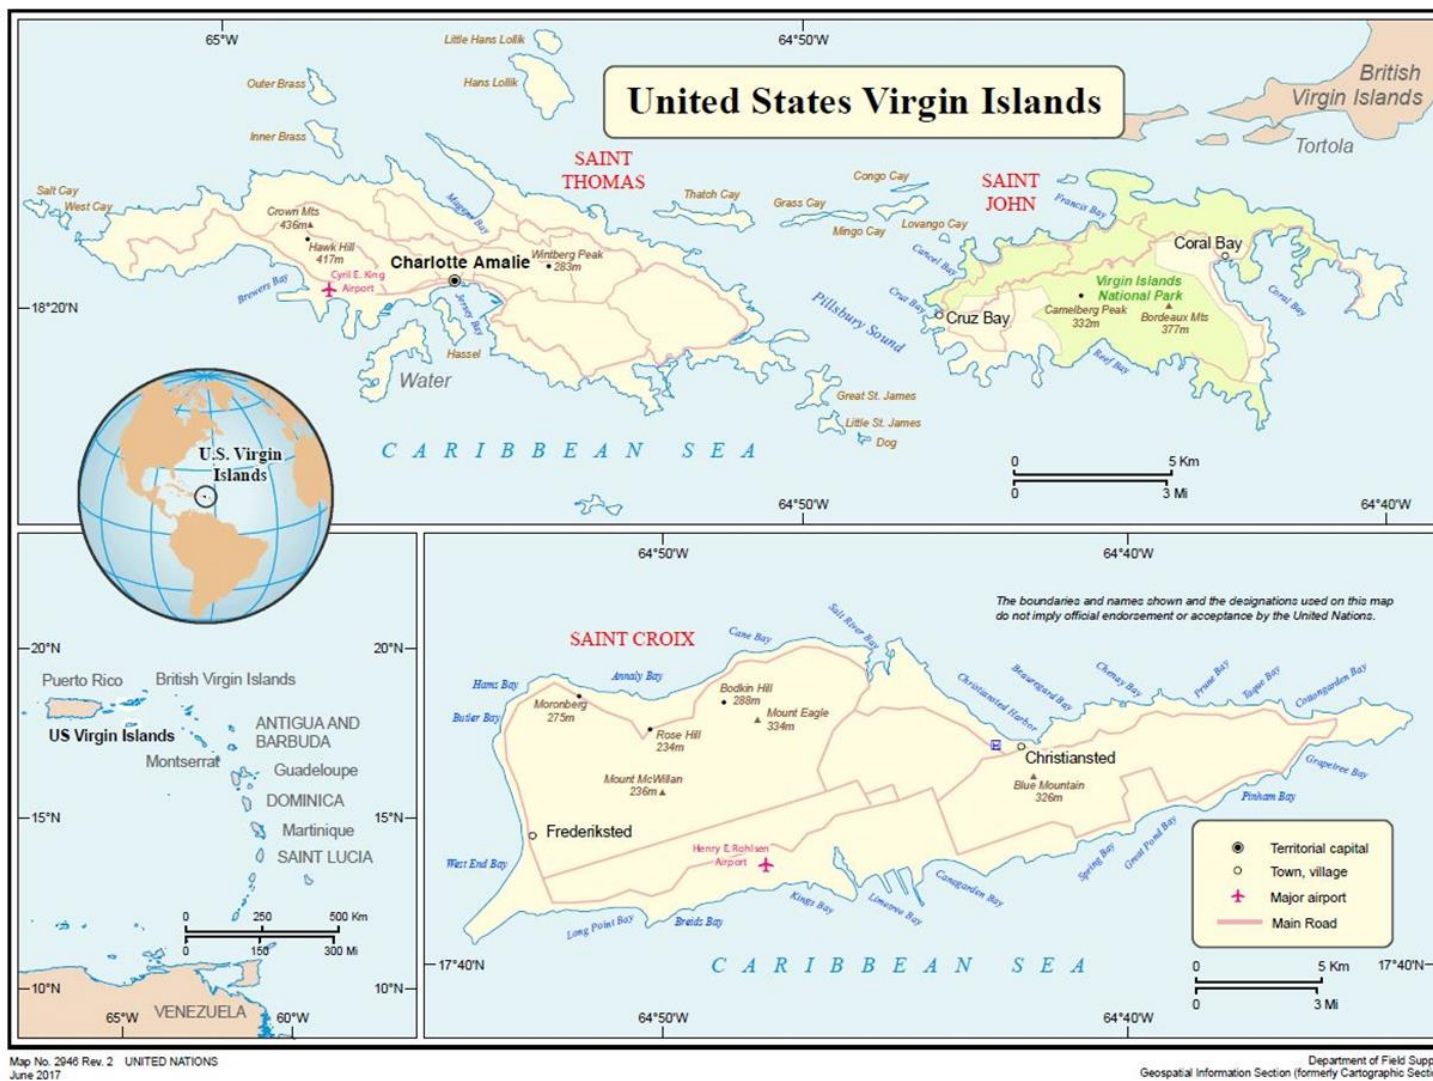 65°W
64°50'W
Little Hans Lollik
Hans Lollik
Outer Brass
Inner Brass
United States Virgin Islands
British
Virgin Islands
Tortola
SAINT
THOMAS
SAINT
JOHN
Salt Cay
West Cay
Crown Mts
436m
Hawk Hill
417m
Magens Bay
Thatch Cay
Grass Cay
Congo Cay
Mingo Cay
Lovango Cay
Francis Bay
Cancel Bay
Coral Bay
Charlotte Amalie
Wintberg Peak
283m
Cyril E. King
Airport
Brewers Bay
18°20'N
Jersey Bay
Hassel
Water
Pillsbury Sound
Cruz Bay
Cruz Bay
Virgin Islands
National Park
Camelberg Peak
332m
Bordeaux Mts
377m
Coral Bay
Reef Bay
Great St. James
Little St. James
Dog
CARIBBEAN SEA
0 5 Km
0 3 Mi
64°50'W
64°40'W
U.S. Virgin
Islands
20°N
20°N
Puerto Rico
British Virgin Islands
US Virgin Islands
ANTIGUA AND
BARBUDA
Montserrat
Guadeloupe
DOMINICA
15°N
15°N
Martinique
SAINT LUCIA
0 250 500 Km
0 150 300 Mi
10°N
10°N
VENEZUELA
65°W
60°W
64°50'W
64°40'W
The boundaries and names shown and the designations used on this map
do not imply official endorsement or acceptance by the United Nations.
SAINT CROIX
Hams Bay
Butler Bay
Annaly Bay
Cane Bay
Salt River Bay
Christiansted Harbor
Beauregard Bay
Chenay Bay
Prune Bay
Teague Bay
Cottongarden Bay
Moronberg
275m
Rose Hill
234m
Bodkin Hill
288m
Mount Eagle
334m
Mount McWillan
236m
H
Christiansted
Blue Mountain
326m
Grapetree Bay
Pinham Bay
Great Pond Bay
Spring Bay
Frederiksted
West End Bay
Henry E. Rohlsen
Airport
Long Point Bay
Breids Bay
Kings Bay
Limetree Bay
Canegarden Bay
CARIBBEAN SEA
Territorial capital
Town, village
Major airport
Main Road
0 5 Km
0 3 Mi
17°40'N
17°40'N
64°50'W
64°40'W
Map No. 2946 Rev. 2 UNITED NATIONS
June 2017
Department of Field Supp
Geospatial Information Section (formerly Cartographic Secti